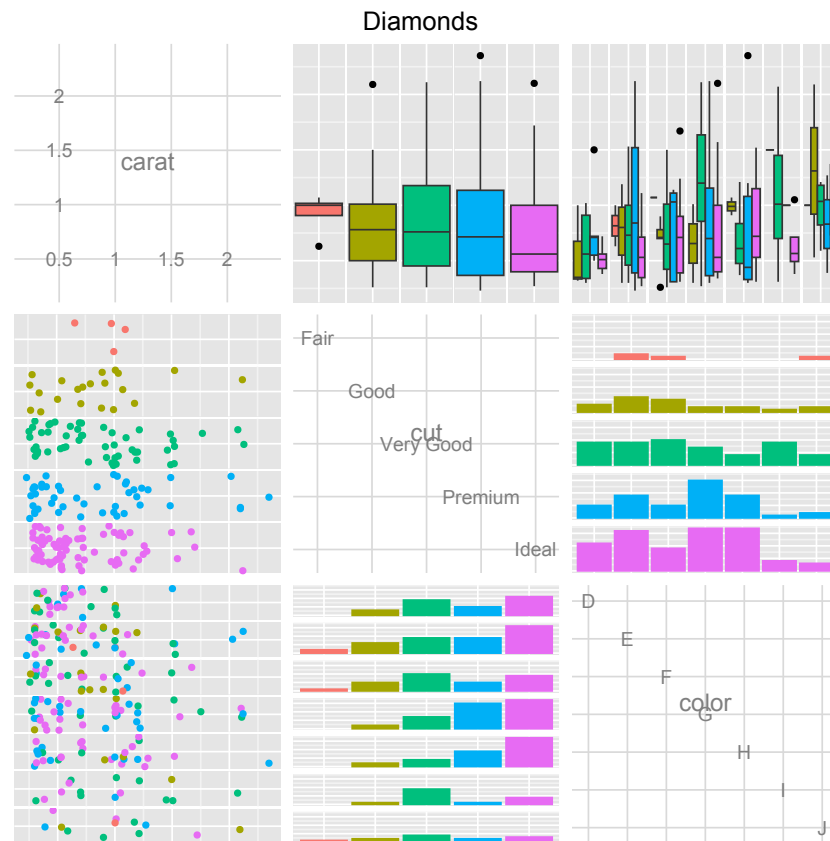 Diamonds
2
1.5
carat
1
0.5
1
1.5
2
Fair
Good
cut
Very Good
Premium
Ideal
D
E
F
color
G
H
I
J